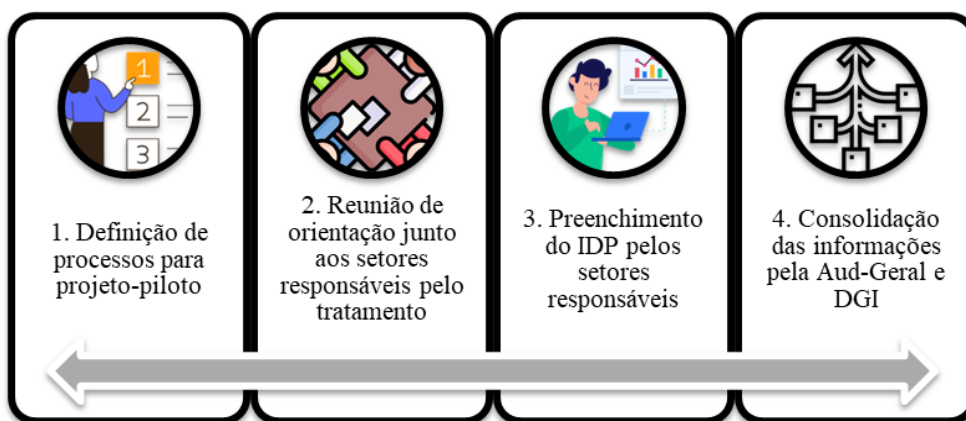 1
2
3
1. Definição de
processos para
projeto-piloto
2. Reunião de
orientação junto
aos setores
responsáveis pelo
tratamento
3. Preenchimento
do IDP pelos
setores
responsáveis
4. Consolidação
das informações
pela Aud-Geral e
DGI